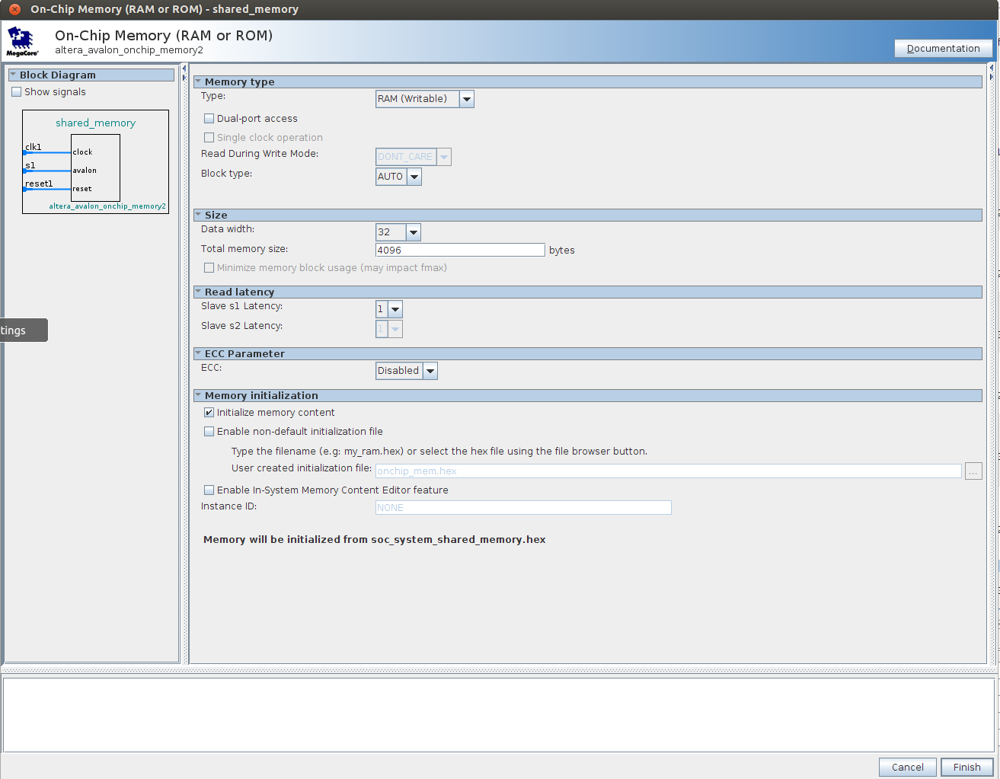 On-Chip Memory (RAM or ROM) - shared_memory
On-Chip Memory (RAM or ROM)
altera_avalon_onchip_memory2
MegaCore®
Documentation
Block Diagram
Show signals
shared_memory
clk1
clock
s1
avalon
reset1
reset
altera_avalon_onchip_memory2
tings
Memory type
Type: RAM (Writable)
Dual-port access
Single clock operation
Read During Write Mode: DONT_CARE
Block type: AUTO
Size
Data width: 32
Total memory size: 4096 bytes
Minimize memory block usage (may impact fmax)
Read latency
Slave s1 Latency: 1
Slave s2 Latency: 1
ECC Parameter
ECC: Disabled
Memory initialization
Initialize memory content
Enable non-default initialization file
Type the filename (e.g: my_ram.hex) or select the hex file using the file browser button.
User created initialization file: onchip_mem.hex ...
Enable In-System Memory Content Editor feature
Instance ID: NONE
Memory will be initialized from soc_system_shared_memory.hex
Cancel Finish